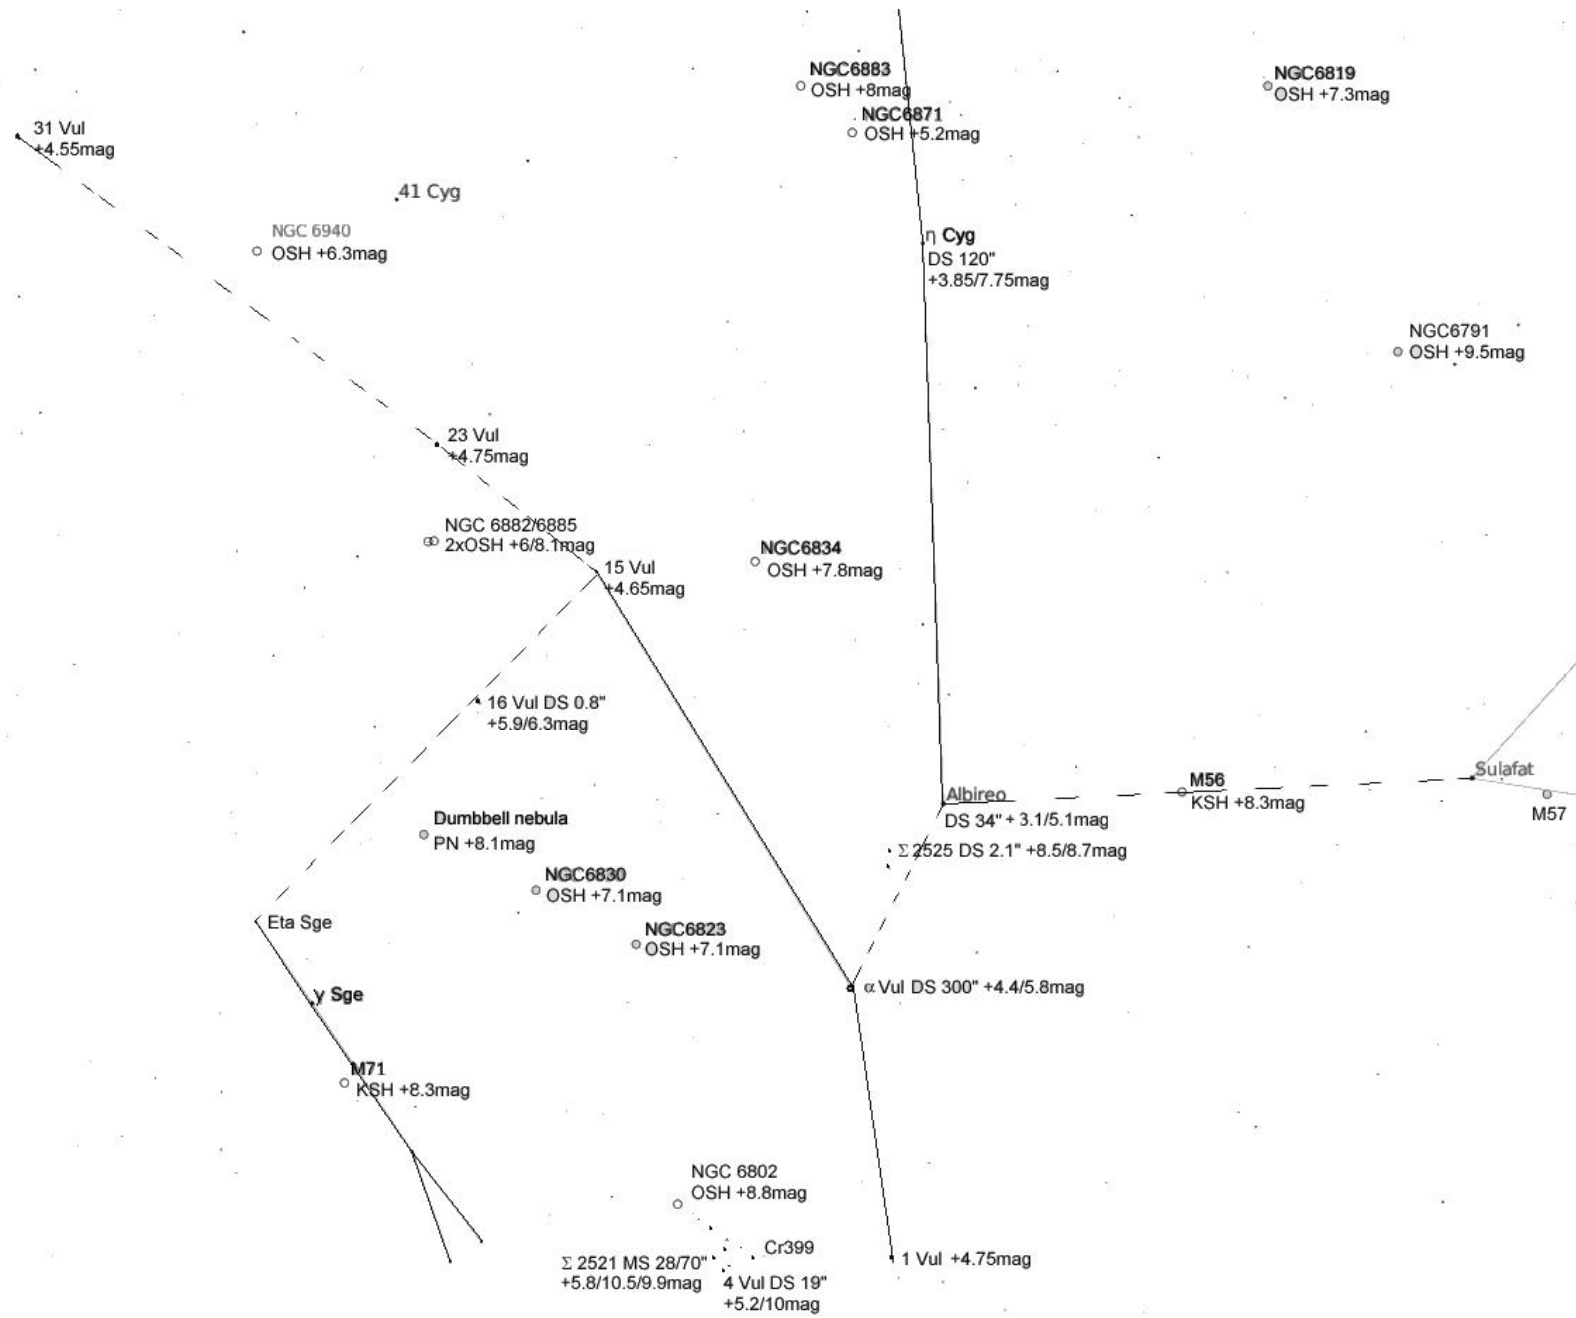 NGC6883
OSH +8mag
NGC6819
OSH +7.3mag
NGC6871
OSH +5.2mag
31 Vul
+4.55mag
41 Cyg
NGC 6940
OSH +6.3mag
η Cyg
DS 120"
+3.85/7.75mag
NGC6791
OSH +9.5mag
23 Vul
+4.75mag
NGC 6882/6885
2xOSH +6/8.1mag
NGC6834
OSH +7.8mag
15 Vul
+4.65mag
16 Vul DS 0.8"
+5.9/6.3mag
Sulafat
M56
KSH +8.3mag
Albireo
DS 34" + 3.1/5.1mag
M57
Dumbbell nebula
PN +8.1mag
Σ 2525 DS 2.1" +8.5/8.7mag
NGC6830
OSH +7.1mag
Eta Sge
NGC6823
OSH +7.1mag
α Vul DS 300" +4.4/5.8mag
γ Sge
M71
KSH +8.3mag
NGC 6802
OSH +8.8mag
Cr399
Σ 2521 MS 28/70"
+5.8/10.5/9.9mag
4 Vul DS 19"
+5.2/10mag
1 Vul +4.75mag